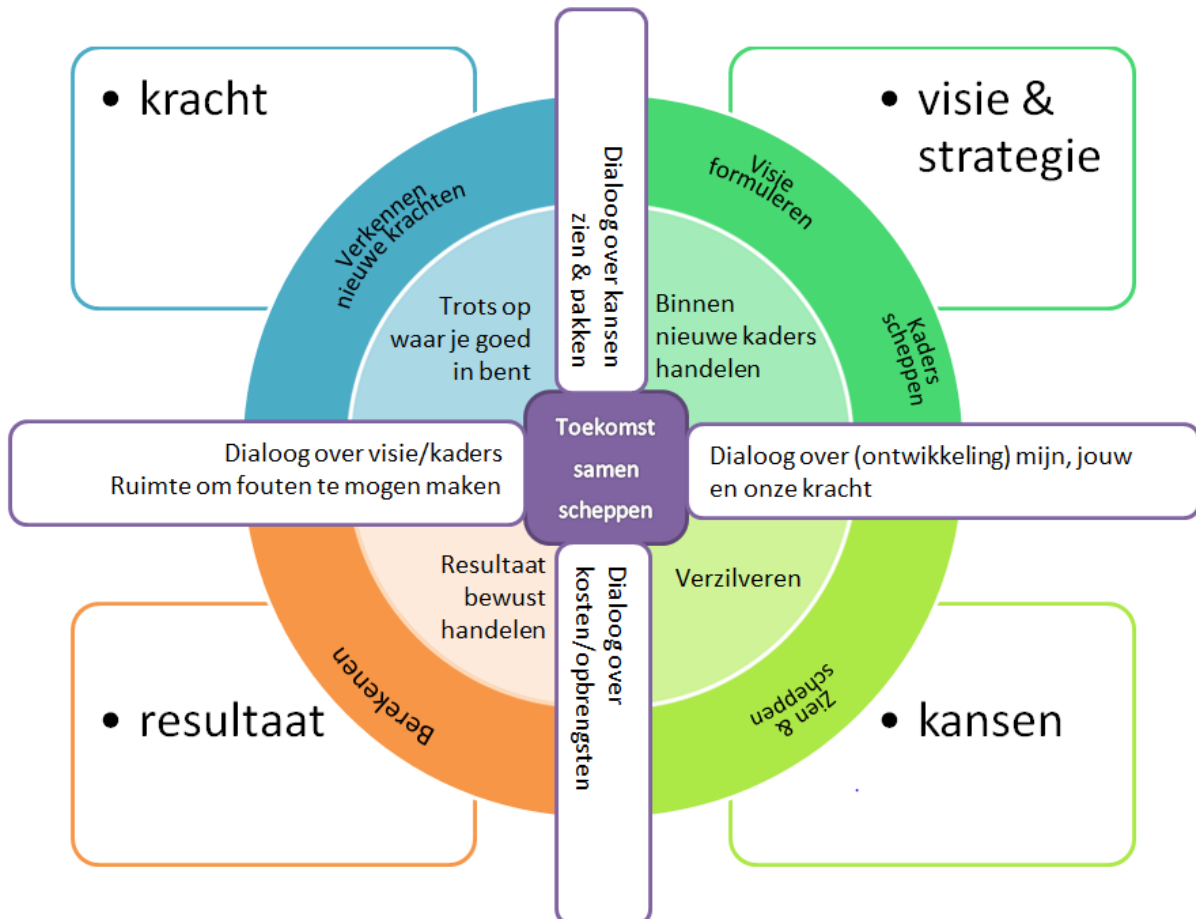 • kracht
• visie &
strategie
Verkennen
nieuwe krachten
Visie
formuleren
Kaders
scheppen
Dialoog over kansen
zien & pakken
Trots op
waar je goed
in bent
Binnen
nieuwe kaders
handelen
Dialoog over visie/kaders
Ruimte om fouten te mogen maken
Toekomst
samen
scheppen
Dialoog over (ontwikkeling) mijn, jouw
en onze kracht
Resultaat
bewust
handelen
Dialoog over
kosten/opbrengsten
Verzilveren
Berekenen
Zien &
scheppen
• resultaat
• kansen